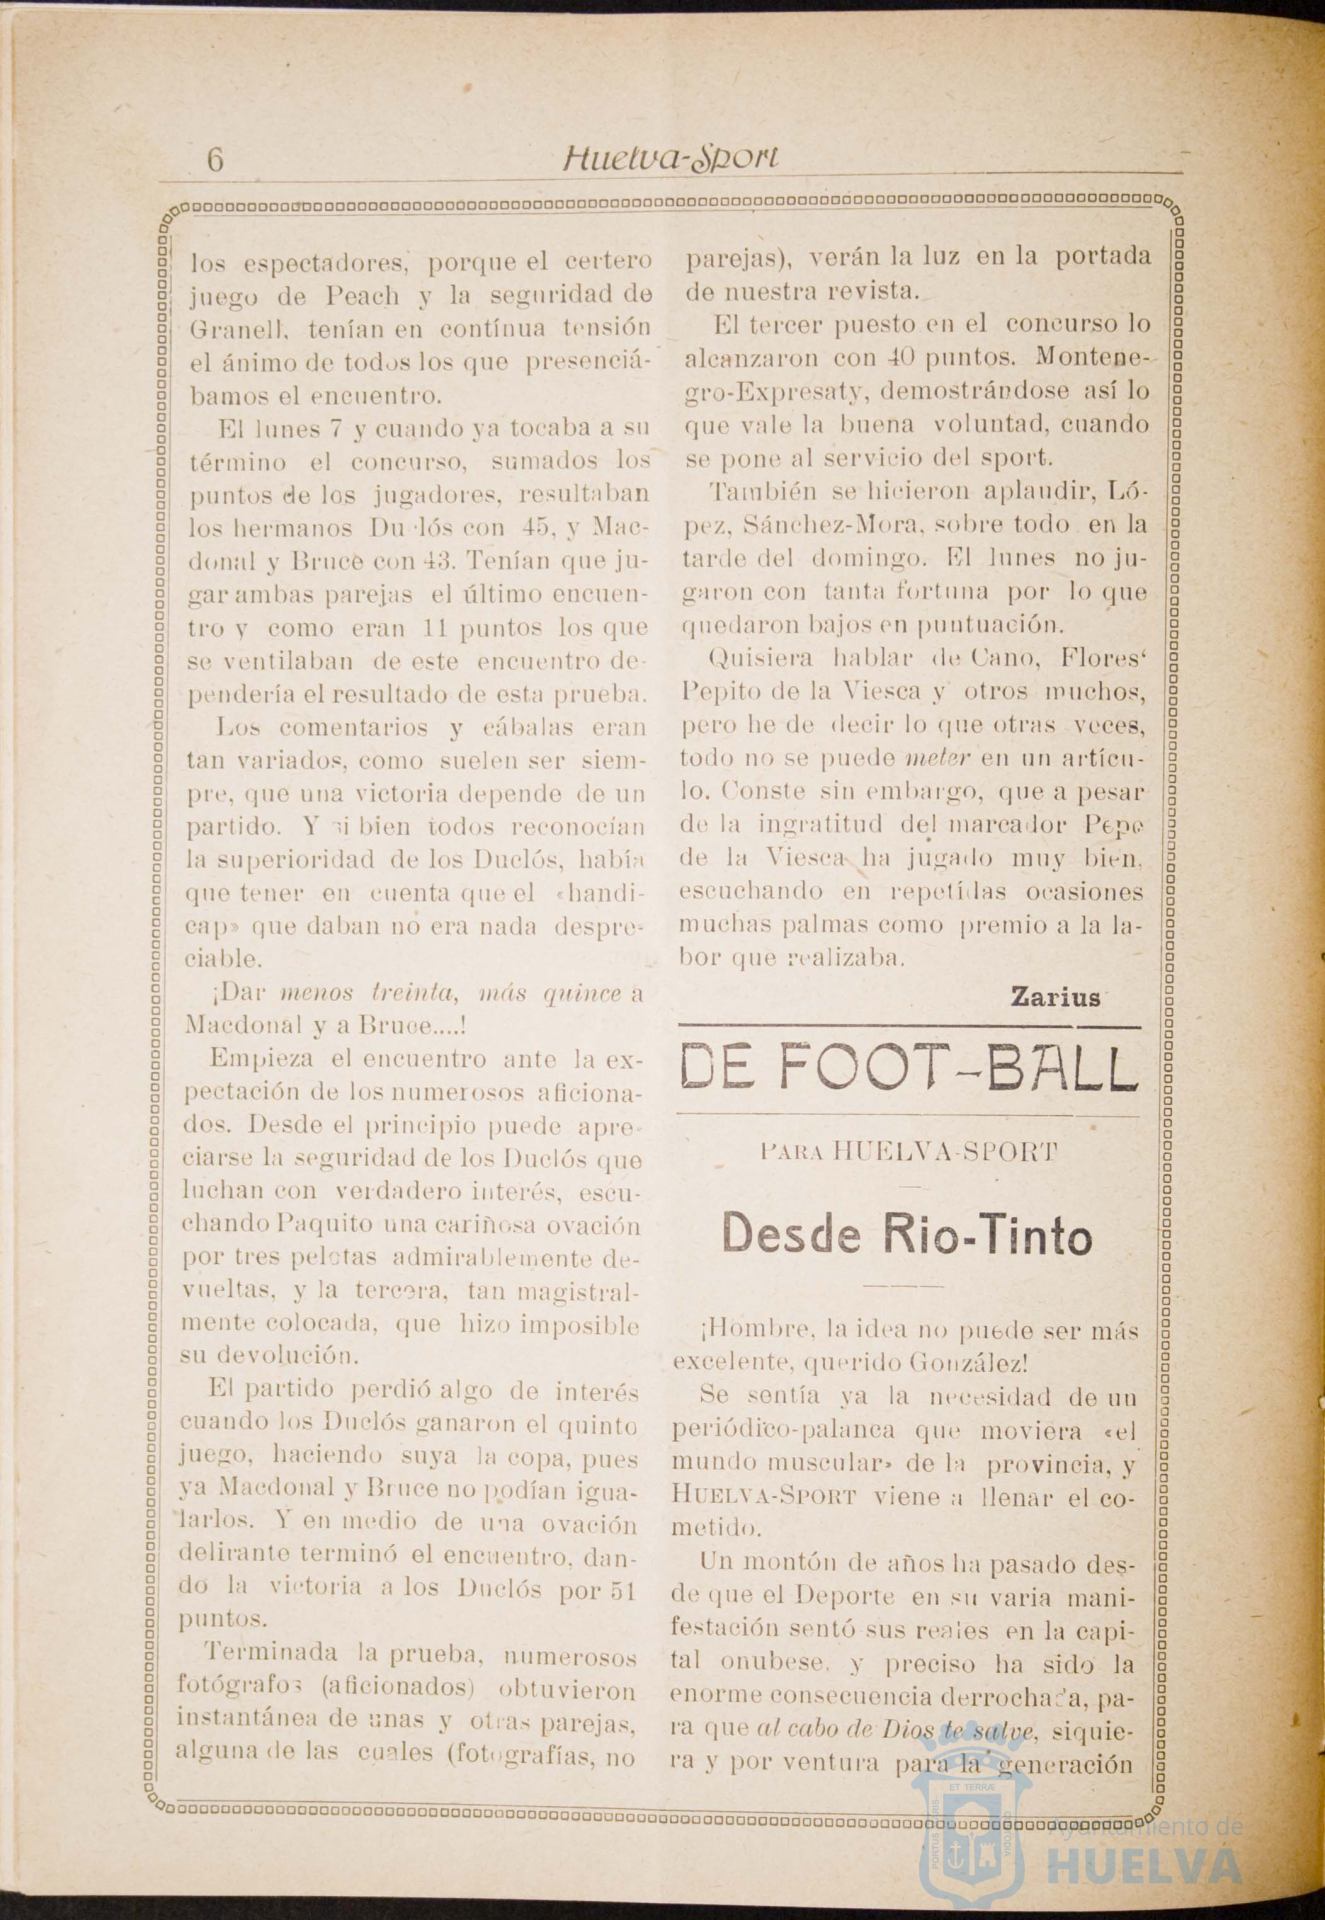 6
Huelva-Sport
los espectadores, porque el certero
juego de Peach y la seguridad de
Granell, tenían en contínua tensión
el ánimo de todos los que presenciá-
bamos el encuentro.
El lunes 7 y cuando ya tocaba a su
término el concurso, sumados los
puntos de los jugadores, resultaban
los hermanos Du lós con 45, y Mac-
donal y Bruce con 43. Tenían que ju-
gar ambas parejas el último encuen-
tro y como eran 11 puntos los que
se ventilaban de este encuentro de-
pendería el resultado de esta prueba.
Los comentarios y cábalas eran
tan variados, como suelen ser siem-
pre, que una victoria depende de un
partido. Y si bien todos reconocían
la superioridad de los Duclós, había
que tener en cuenta que el «handi-
cap» que daban no era nada despre-
ciable.
¡Dar menos treinta, más quince a
Macdonal y a Bruce....!
Empieza el encuentro ante la ex-
pectación de los numerosos aficiona-
dos. Desde el principio puede apre-
ciarse la seguridad de los Duclós que
luchan con verdadero interés, escu-
chando Paquito una cariñosa ovación
por tres pelotas admirablemente de-
vueltas, y la tercera, tan magistral-
mente colocada, que hizo imposible
su devolución.
El partido perdió algo de interés
cuando los Duclós ganaron el quinto
juego, haciendo suya la copa, pues
ya Macdonal y Bruce no podían igua-
larlos. Y en medio de una ovación
delirante terminó el encuentro, dan-
do la victoria a los Duclós por 51
puntos.
Terminada la prueba, numerosos
fotógrafos (aficionados) obtuvieron
instantánea de unas y otras parejas,
alguna de las cuales (fotografías, no
parejas), verán la luz en la portada
de nuestra revista.
El tercer puesto en el concurso lo
alcanzaron con 40 puntos. Montene-
gro-Expresaty, demostrándose así lo
que vale la buena voluntad, cuando
se pone al servicio del sport.
También se hicieron aplaudir, Ló-
pez, Sánchez-Mora, sobre todo en la
tarde del domingo. El lunes no ju-
garon con tanta fortuna por lo que
quedaron bajos en puntuación.
Quisiera hablar de Cano, Flores‘
Pepito de la Viesca y otros muchos,
pero he de decir lo que otras veces,
todo no se puede meter en un artícu-
lo. Conste sin embargo, que a pesar
de la ingratitud del marcador Pepe
de la Viesca ha jugado muy bien,
escuchando en repetidas ocasiones
muchas palmas como premio a la la-
bor que realizaba.
Zarius
DE FOOT-BALL
PARA HUELVA-SPORT
Desde Rio-Tinto
¡Hombre, la idea no puede ser más
excelente, querido González!
Se sentía ya la necesidad de un
periódico-palanca que moviera «el
mundo muscular» de la provincia, y
HUELVA-SPORT viene a llenar el co-
metido.
Un montón de años ha pasado des-
de que el Deporte en su varia mani-
festación sentó sus reales en la capi-
tal onubese, y preciso ha sido la
enorme consecuencia derrochada, pa-
ra que al cabo de Dios te salve, siquie-
ra y por ventura para la generación
ET TERRÆ
PORTUS MARIS
CUSTODIA
Ayuntamiento de
HUELVA